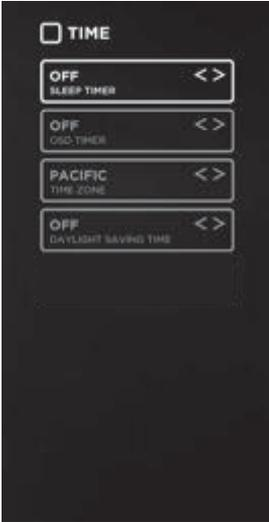 TIME
OFF
SLEEP TIMER
OFF
OSD TIMER
PACIFIC
TIME ZONE
OFF
DAYLIGHT SAVING TIME